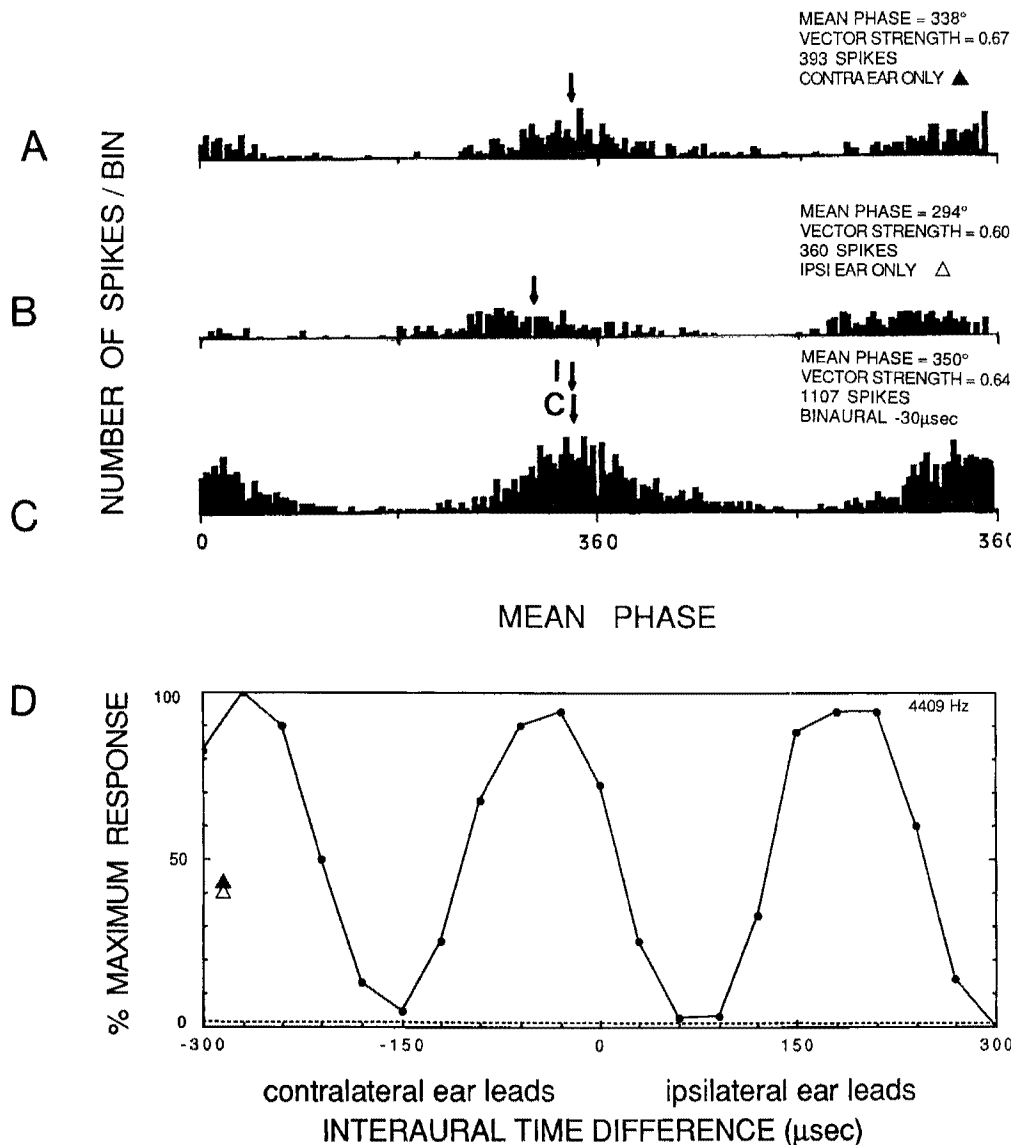 MEAN PHASE = 338°
VECTOR STRENGTH = 0.67
393 SPIKES
CONTRA EAR ONLY ▲
A
NUMBER OF SPIKES / BIN
MEAN PHASE = 294°
VECTOR STRENGTH = 0.60
360 SPIKES
IPSI EAR ONLY △
B
MEAN PHASE = 350°
VECTOR STRENGTH = 0.64
1107 SPIKES
BINAURAL -30µsec
I
C
C
0 360 360
MEAN PHASE
D
% MAXIMUM RESPONSE
100
50
0
4409 Hz
-300 -150 0 150 300
contralateral ear leads ipsilateral ear leads
INTERAURAL TIME DIFFERENCE (µsec)